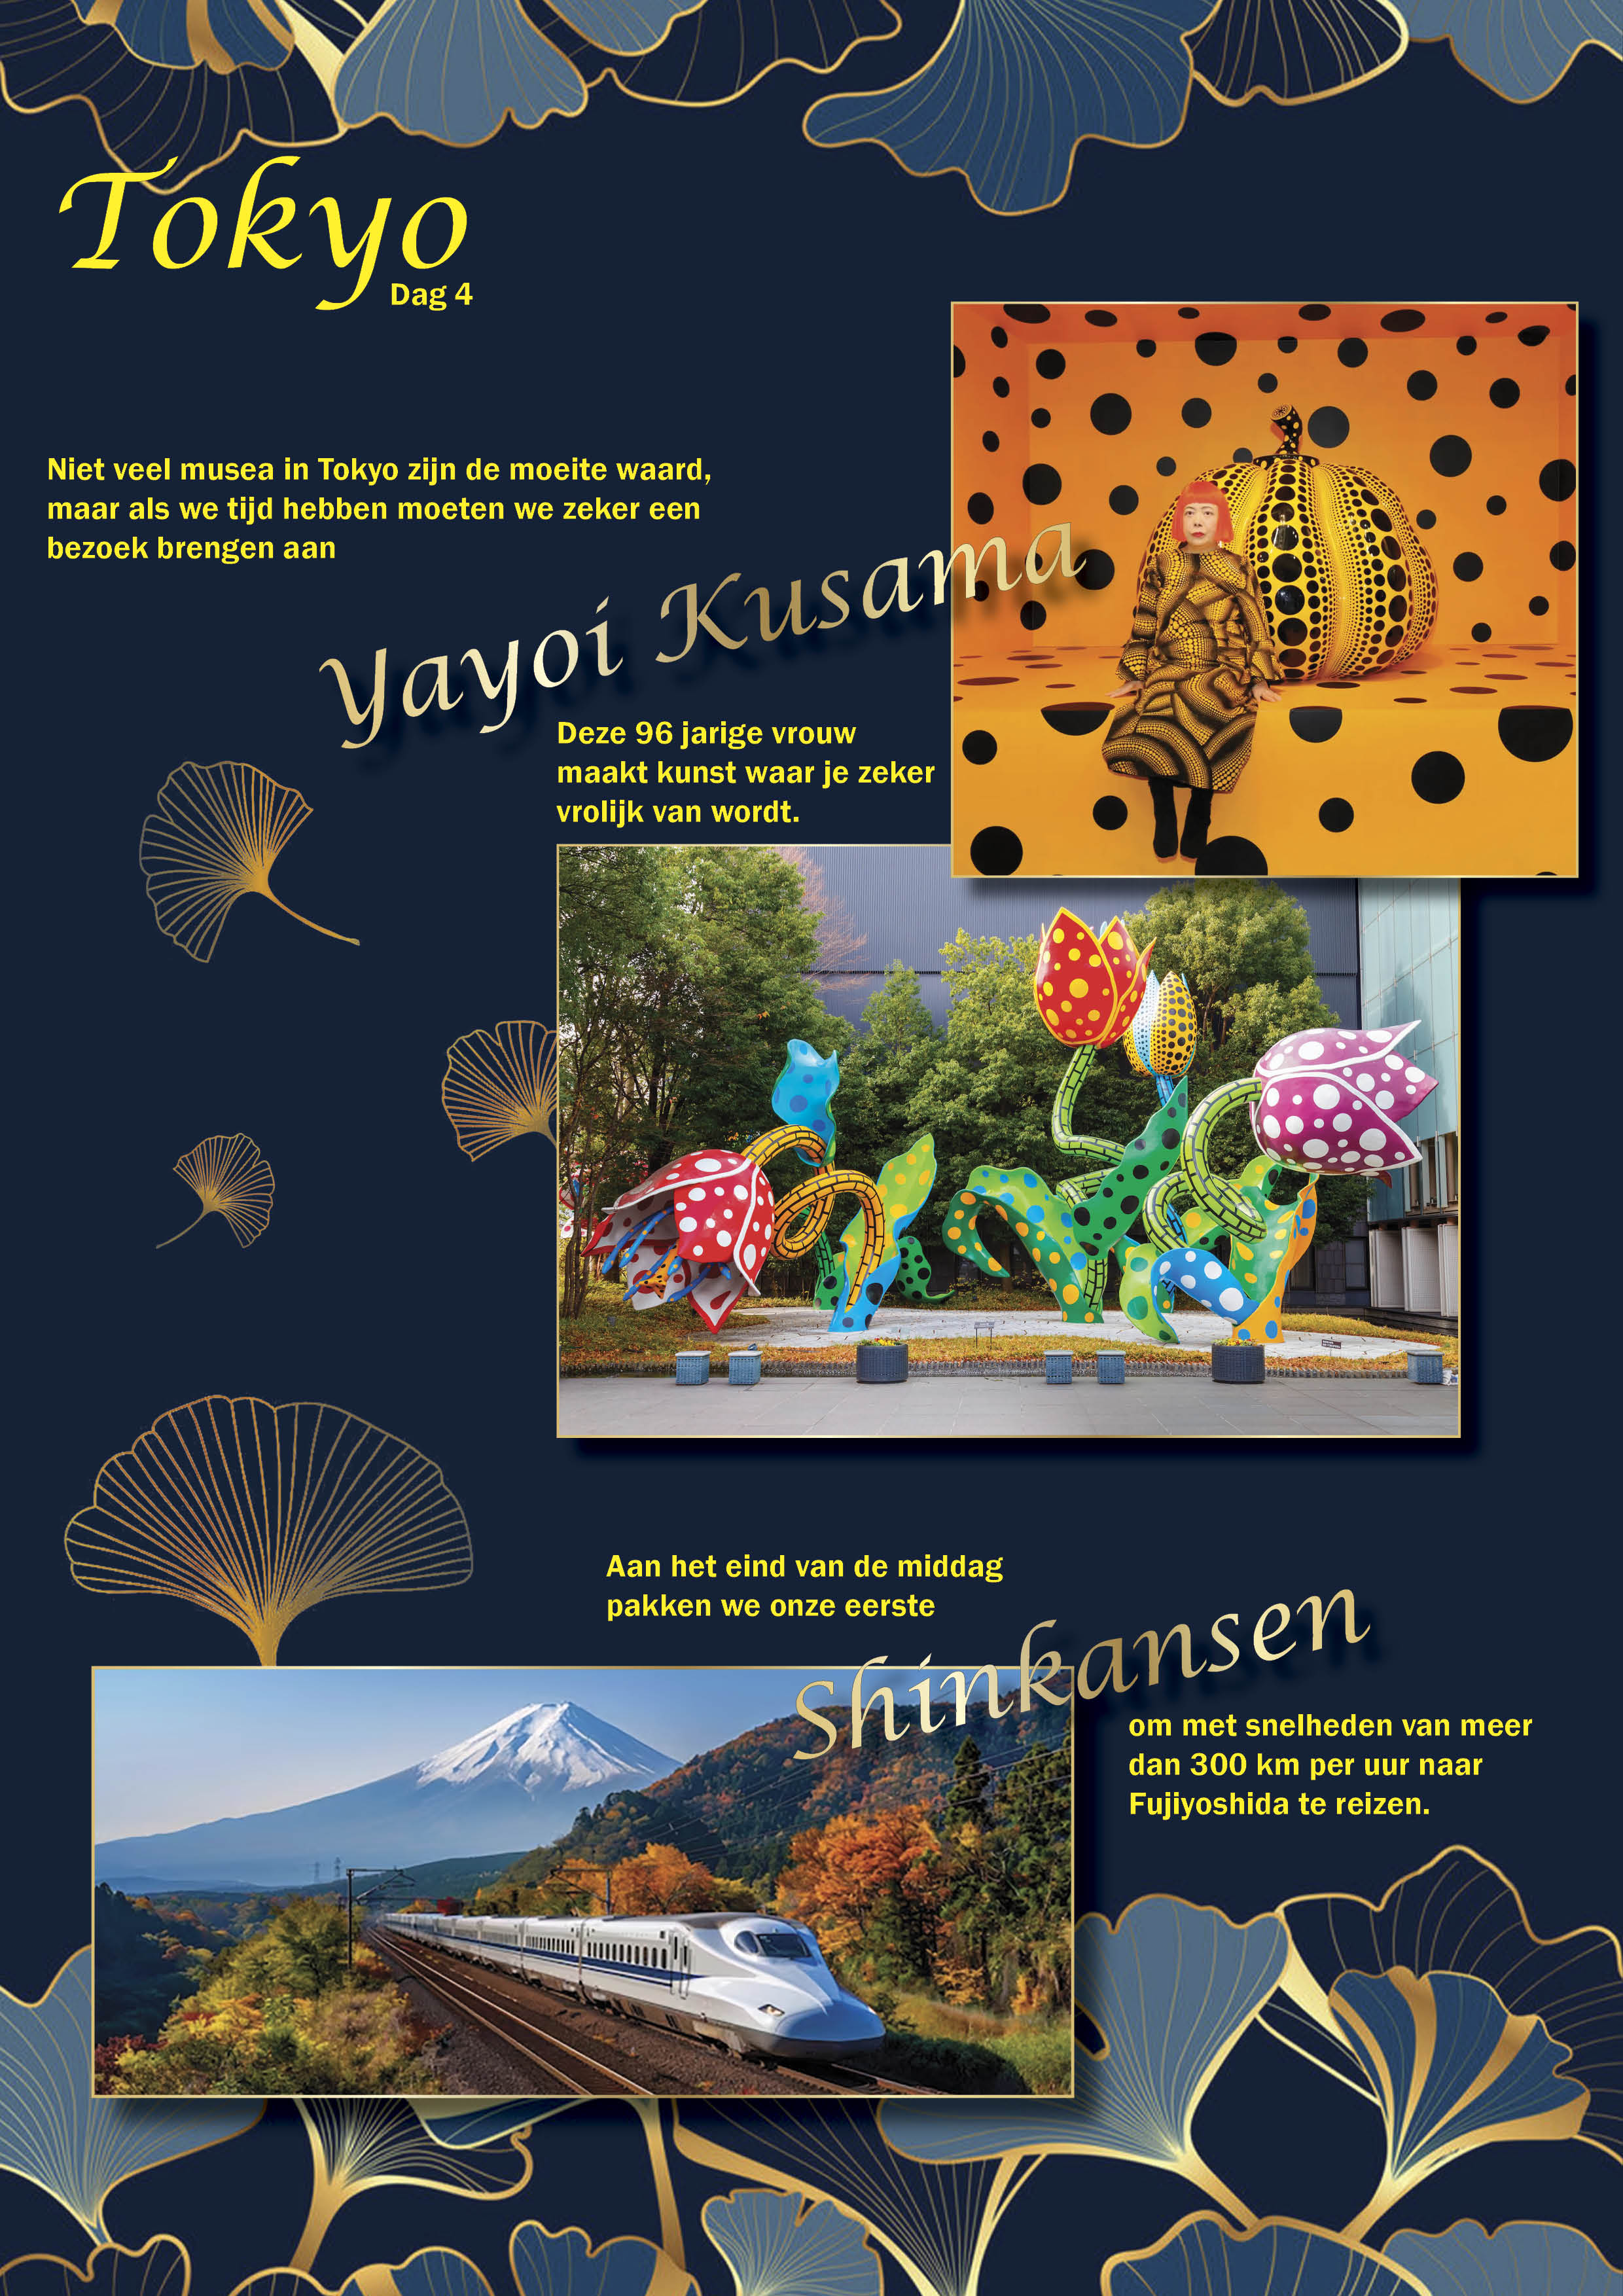 Tokyo
Dag 4
Niet veel musea in Tokyo zijn de moeite waard,
maar als we tijd hebben moeten we zeker een
bezoek brengen aan
Yayoi Kusama
Deze 96 jarige vrouw
maakt kunst waar je zeker
vrolijk van wordt.
Aan het eind van de middag
pakken we onze eerste
Shinkansen
om met snelheden van meer
dan 300 km per uur naar
Fujiyoshida te reizen.